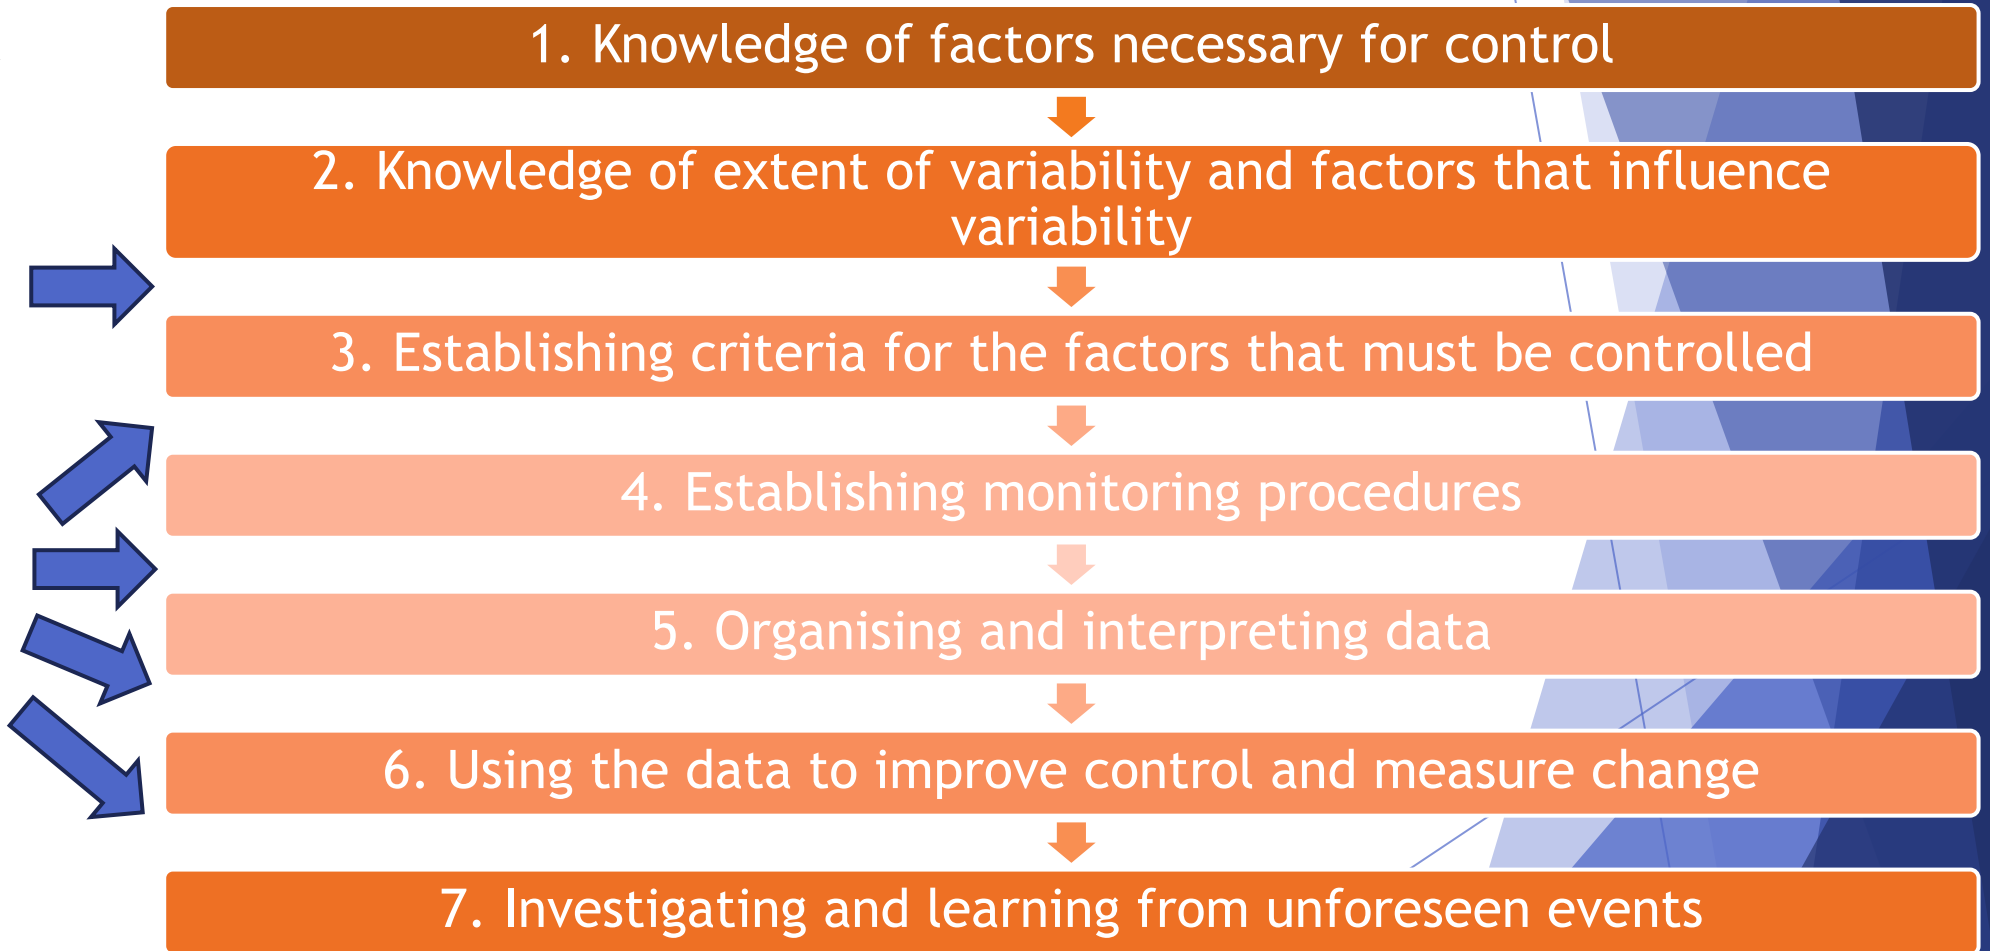 1. Knowledge of factors necessary for control
2. Knowledge of extent of variability and factors that influence
variability
3. Establishing criteria for the factors that must be controlled
4. Establishing monitoring procedures
5. Organising and interpreting data
6. Using the data to improve control and measure change
7. Investigating and learning from unforeseen events